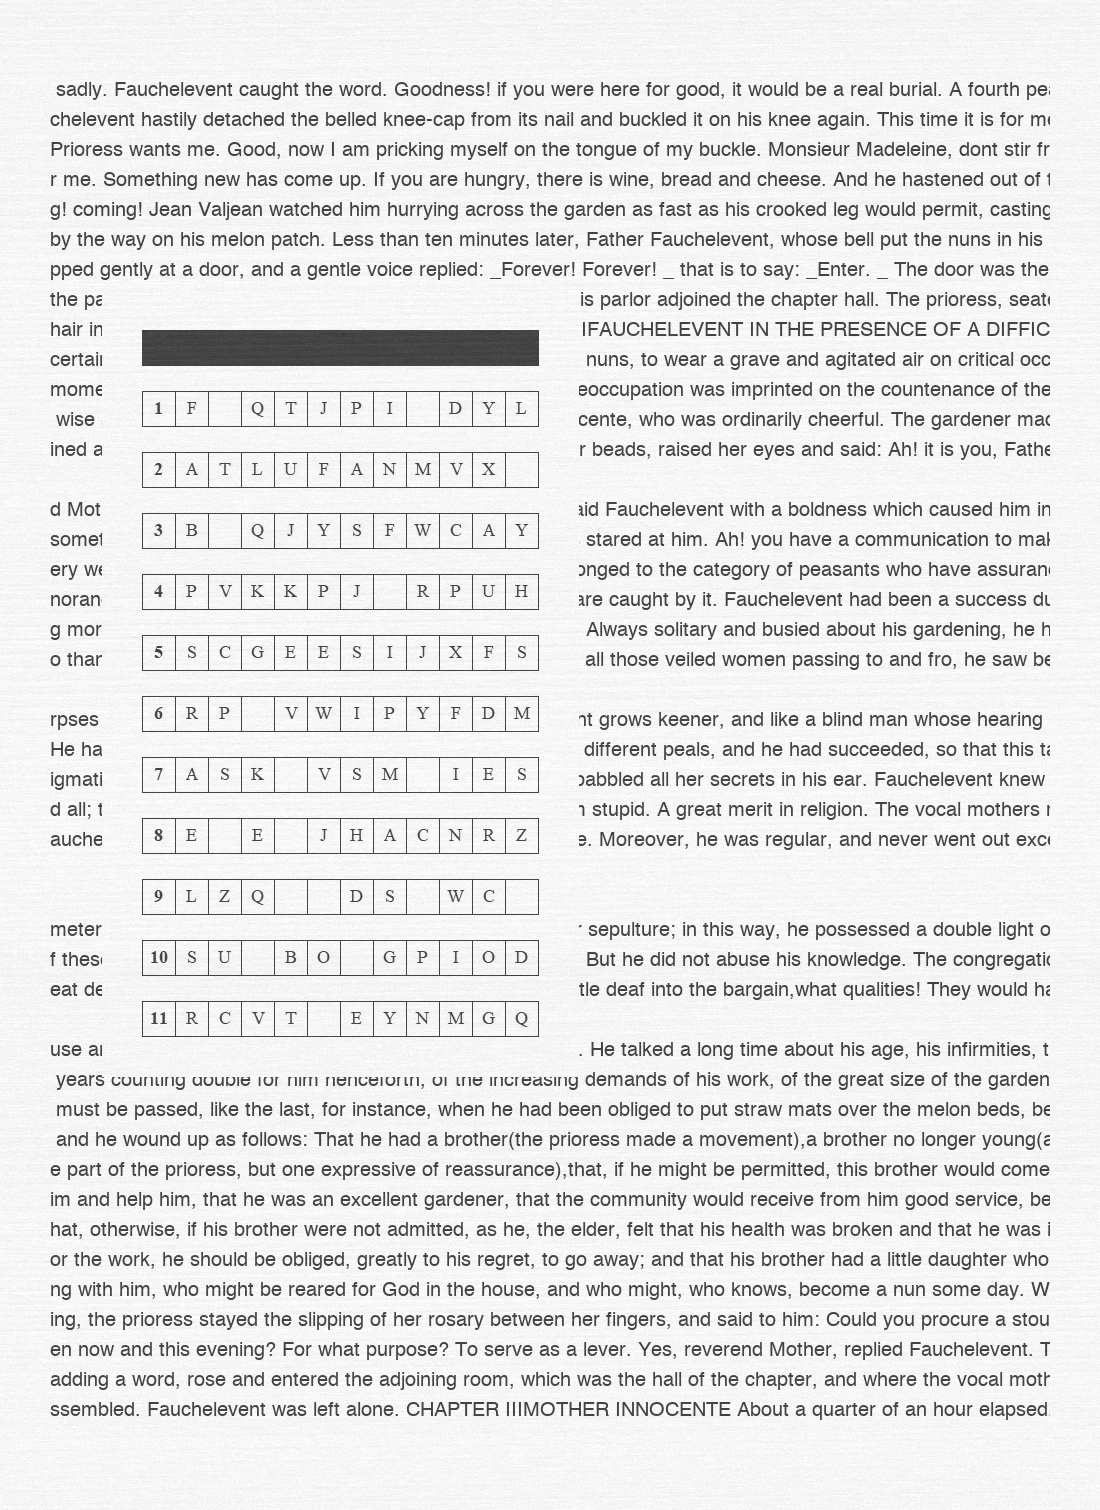 sadly. Fauchelevent caught the word. Goodness! if you were here for good, it would be a real burial. A fourth pea
chelevent hastily detached the belled knee-cap from its nail and buckled it on his knee again. This time it is for me
Prioress wants me. Good, now I am pricking myself on the tongue of my buckle. Monsieur Madeleine, dont stir fr
r me. Something new has come up. If you are hungry, there is wine, bread and cheese. And he hastened out of t
g! coming! Jean Valjean watched him hurrying across the garden as fast as his crooked leg would permit, casting
by the way on his melon patch. Less than ten minutes later, Father Fauchelevent, whose bell put the nuns in his
pped gently at a door, and a gentle voice replied: _Forever! Forever! _ that is to say: _Enter. _ The door was the
the pa
hair in
certain
mome
wise
ined a
d Mot
somet
ery we
noran
g mor
o than
rpses
He ha
igmati
d all; t
auche
meter
f these
eat de
use an
1 F Q T J P I D Y L
2 A T L U F A N M V X
3 B Q J Y S F W C A Y
4 P V K K P J R P U H
5 S C G E E S I J X F S
6 R P V W I P Y F D M
7 A S K V S M I E S
8 E E J H A C N R Z
9 L Z Q D S W C
10 S U B O G P I O D
11 R C V T E Y N M G Q
is parlor adjoined the chapter hall. The prioress, seate
IFAUCHELEVENT IN THE PRESENCE OF A DIFFIC
nuns, to wear a grave and agitated air on critical occ
eoccupation was imprinted on the countenance of the
cente, who was ordinarily cheerful. The gardener mad
r beads, raised her eyes and said: Ah! it is you, Fathe
aid Fauchelevent with a boldness which caused him in
stared at him. Ah! you have a communication to mak
onged to the category of peasants who have assuranc
are caught by it. Fauchelevent had been a success du
Always solitary and busied about his gardening, he h
all those veiled women passing to and fro, he saw be
nt grows keener, and like a blind man whose hearing
different peals, and he had succeeded, so that this ta
babbled all her secrets in his ear. Fauchelevent knew
n stupid. A great merit in religion. The vocal mothers m
e. Moreover, he was regular, and never went out exce
r sepulture; in this way, he possessed a double light o
But he did not abuse his knowledge. The congregatio
tle deaf into the bargain,what qualities! They would ha
. He talked a long time about his age, his infirmities, t
years counting double for him henceforth, of the increasing demands of his work, of the great size of the garden
must be passed, like the last, for instance, when he had been obliged to put straw mats over the melon beds, be
and he wound up as follows: That he had a brother(the prioress made a movement),a brother no longer young(a
e part of the prioress, but one expressive of reassurance),that, if he might be permitted, this brother would come
im and help him, that he was an excellent gardener, that the community would receive from him good service, be
hat, otherwise, if his brother were not admitted, as he, the elder, felt that his health was broken and that he was i
or the work, he should be obliged, greatly to his regret, to go away; and that his brother had a little daughter who
ng with him, who might be reared for God in the house, and who might, who knows, become a nun some day. W
ing, the prioress stayed the slipping of her rosary between her fingers, and said to him: Could you procure a stou
en now and this evening? For what purpose? To serve as a lever. Yes, reverend Mother, replied Fauchelevent. T
adding a word, rose and entered the adjoining room, which was the hall of the chapter, and where the vocal moth
ssembled. Fauchelevent was left alone. CHAPTER IIIMOTHER INNOCENTE About a quarter of an hour elapsed.